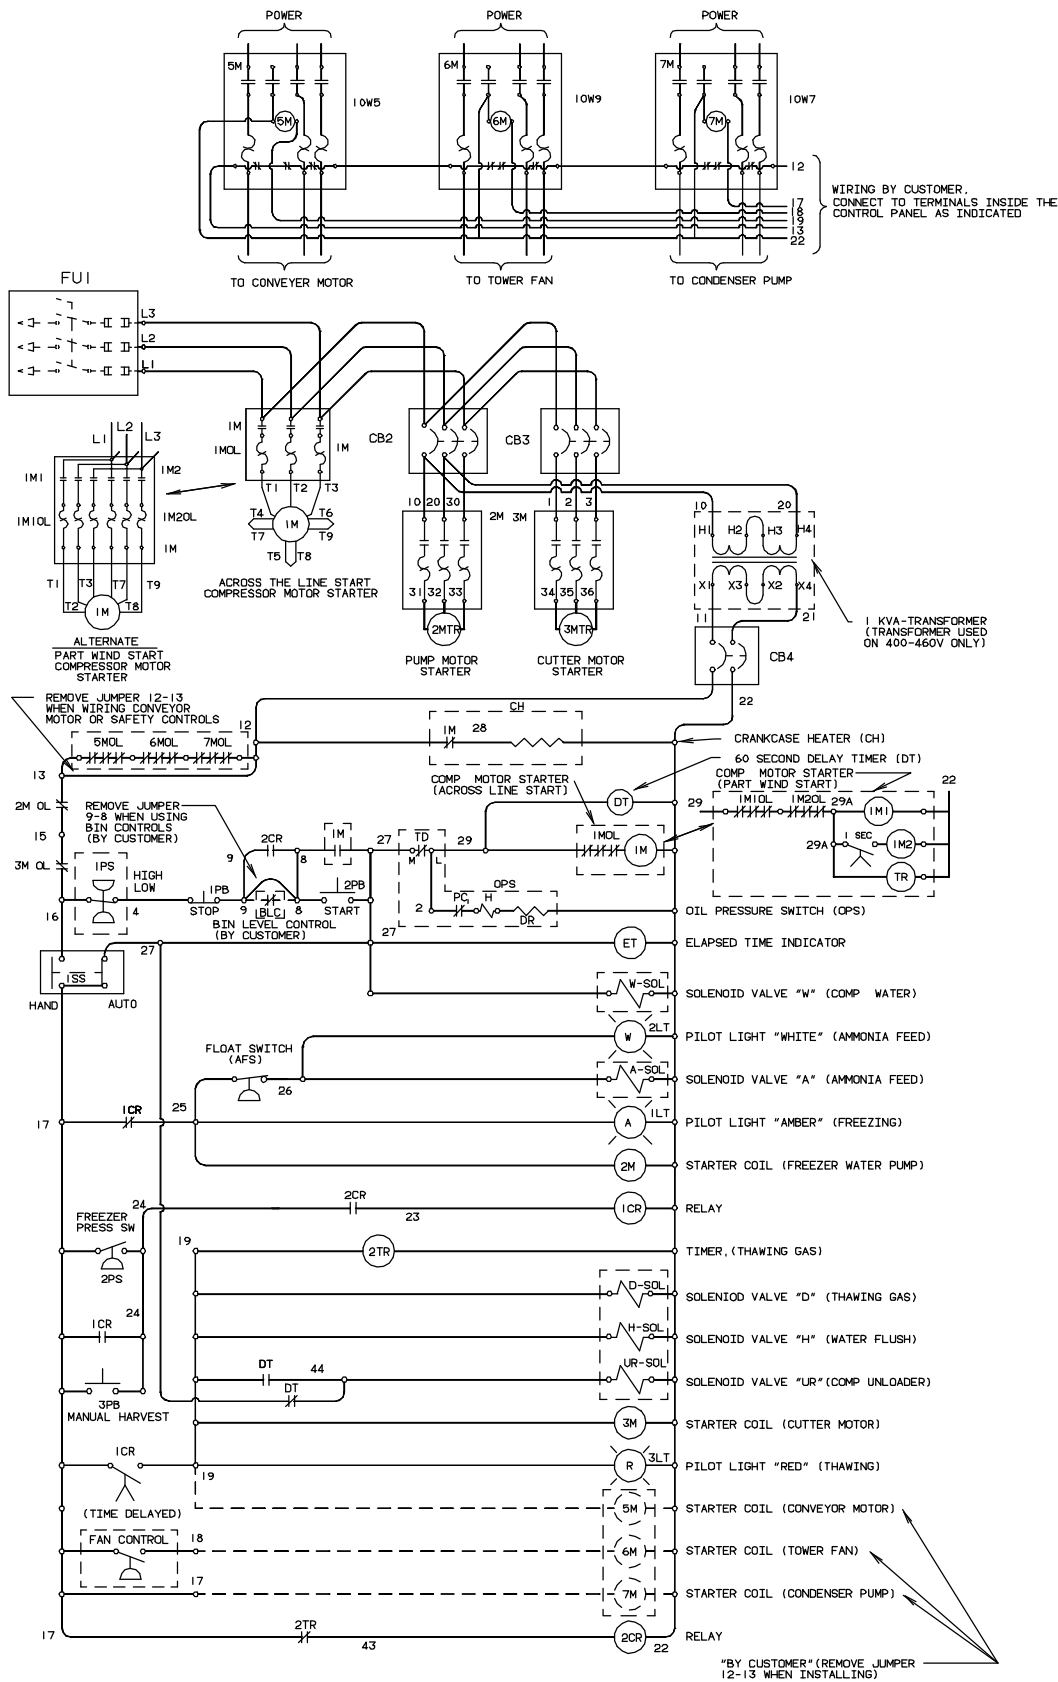 POWER
POWER
POWER
5M
6M
7M
10W5
10W9
10W7
5M
6M
7M
12
WIRING BY CUSTOMER.
CONNECT TO TERMINALS INSIDE THE
CONTROL PANEL AS INDICATED
17
18
19
13
22
TO CONVEYER MOTOR
TO TOWER FAN
TO CONDENSER PUMP
FU1
L3
L2
L1
L1
L2
L3
1M
1MOL
1M
CB2
CB3
1M1
1M2
1M1OL
1M2OL
1M
T1
T2
T3
T4
T6
T7
T9
1M
T5
T8
ACROSS THE LINE START
COMPRESSOR MOTOR STARTER
T1
T3
T7
T9
T2
1M
T8
ALTERNATE
PART WIND START
COMPRESSOR MOTOR
STARTER
10
20
30
2M
3M
1
2
3
31
32
33
34
35
36
2MTR
3MTR
PUMP MOTOR
STARTER
CUTTER MOTOR
STARTER
10
20
H1
H2
H3
H4
X1
X3
X2
X4
11
21
CB4
22
1 KVA-TRANSFORMER
(TRANSFORMER USED
ON 400-460V ONLY)
REMOVE JUMPER 12-13
WHEN WIRING CONVEYOR
MOTOR OR SAFETY CONTROLS
12
5MOL
6MOL
7MOL
13
CH
1M
28
CRANKCASE HEATER (CH)
60 SECOND DELAY TIMER (DT)
COMP MOTOR STARTER
(ACROSS LINE START)
COMP MOTOR STARTER
(PART WIND START)
22
2M OL
REMOVE JUMPER
9-8 WHEN USING
BIN CONTROLS
(BY CUSTOMER)
15
3M OL
DT
29
1M1OL
1M2OL
29A
1M1
29A
1 SEC
1M2
TR
2CR
9
8
1M
27
TD
M
L
29
1MOL
1M
1PS
HIGH
LOW
16
4
1PB
STOP
9
BLC
8
2PB
START
BIN LEVEL CONTROL
(BY CUSTOMER)
OPS
2
PC
H
DR
OIL PRESSURE SWITCH (OPS)
27
27
ET
ELAPSED TIME INDICATOR
1SS
HAND
AUTO
W-SOL
SOLENOID VALVE "W" (COMP WATER)
W
2LT
PILOT LIGHT "WHITE" (AMMONIA FEED)
FLOAT SWITCH
(AFS)
26
A-SOL
SOLENOID VALVE "A" (AMMONIA FEED)
17
1CR
25
A
1LT
PILOT LIGHT "AMBER" (FREEZING)
2M
STARTER COIL (FREEZER WATER PUMP)
24
2CR
23
1CR
RELAY
FREEZER
PRESS SW
2PS
19
2TR
TIMER, (THAWING GAS)
D-SOL
SOLENIOD VALVE "D" (THAWING GAS)
24
1CR
H-SOL
SOLENOID VALVE "H" (WATER FLUSH)
DT
44
DT
UR-SOL
SOLENOID VALVE "UR"(COMP UNLOADER)
3PB
MANUAL HARVEST
3M
STARTER COIL (CUTTER MOTOR)
1CR
(TIME DELAYED)
19
R
3LT
PILOT LIGHT "RED" (THAWING)
5M
STARTER COIL (CONVEYOR MOTOR)
FAN CONTROL
18
6M
STARTER COIL (TOWER FAN)
17
7M
STARTER COIL (CONDENSER PUMP)
17
2TR
43
2CR
22
RELAY
"BY CUSTOMER"(REMOVE JUMPER
12-13 WHEN INSTALLING)